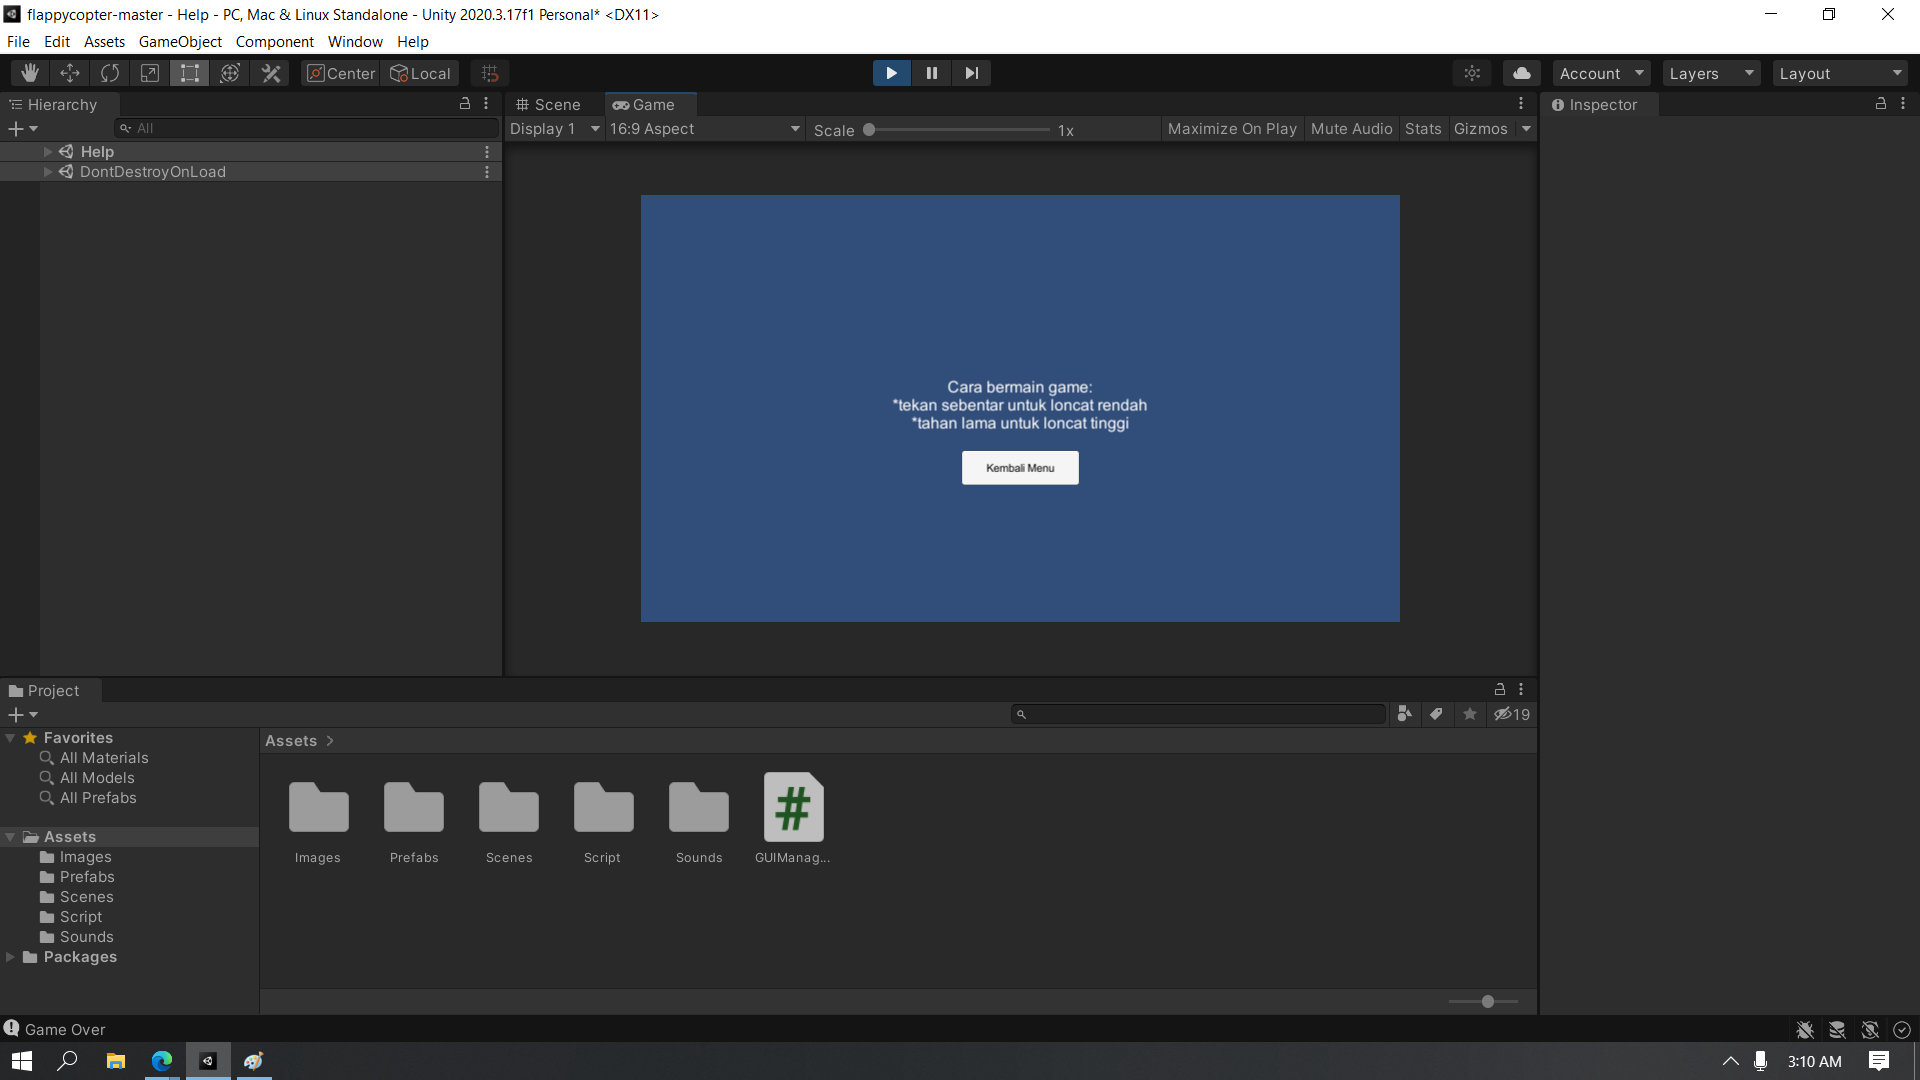 flappycopter-master - Help - PC, Mac & Linux Standalone - Unity 2020.3.17f1 Personal* <DX11>
File Edit Assets GameObject Component Window Help
Center Local Account Layers Layout
Hierarchy
All
Help
DontDestroyOnLoad
Scene Game
Display 1 16:9 Aspect Scale 1x Maximize On Play Mute Audio Stats Gizmos
Cara bermain game:
*tekan sebentar untuk loncat rendah
*tahan lama untuk loncat tinggi
Kembali Menu
Inspector
Project
19
Favorites
All Materials
All Models
All Prefabs
Assets
Images
Prefabs
Scenes
Script
Sounds
Packages
Assets >
Images Prefabs Scenes Script Sounds GUIManag...
Game Over
3:10 AM